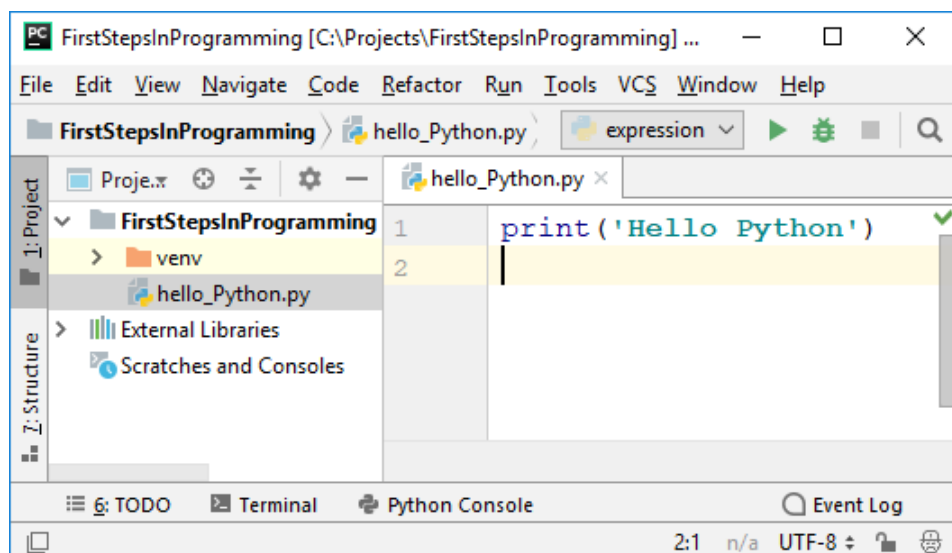 PC FirstStepsInProgramming [C:\Projects\FirstStepsInProgramming] ...
File Edit View Navigate Code Refactor Run Tools VCS Window Help
FirstStepsInProgramming hello_Python.py expression
1: Project
Proje..
hello_Python.py
FirstStepsInProgramming
venv
hello_Python.py
External Libraries
Scratches and Consoles
1 print('Hello Python')
2
7: Structure
6: TODO Terminal Python Console Event Log
2:1 n/a UTF-8